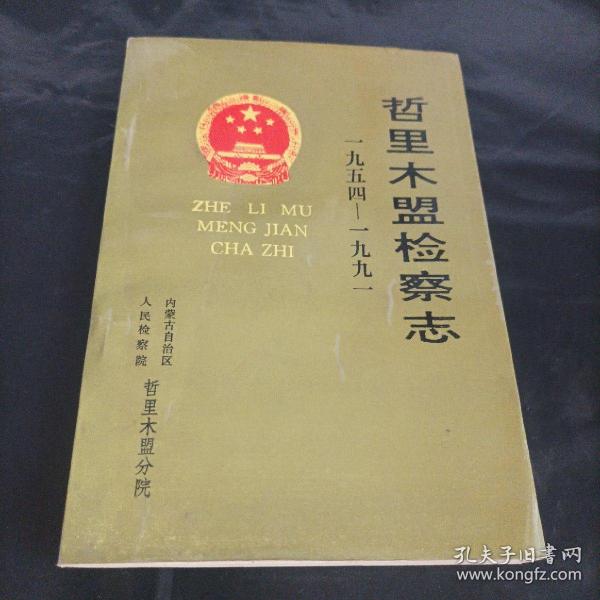 哲里木盟检察志
一九五四—一九九一
ZHE LI MU
MENG JIAN
CHA ZHI
内蒙古自治区
人民检察院
哲里木盟分院
孔夫子旧书网
www.kongfz.com